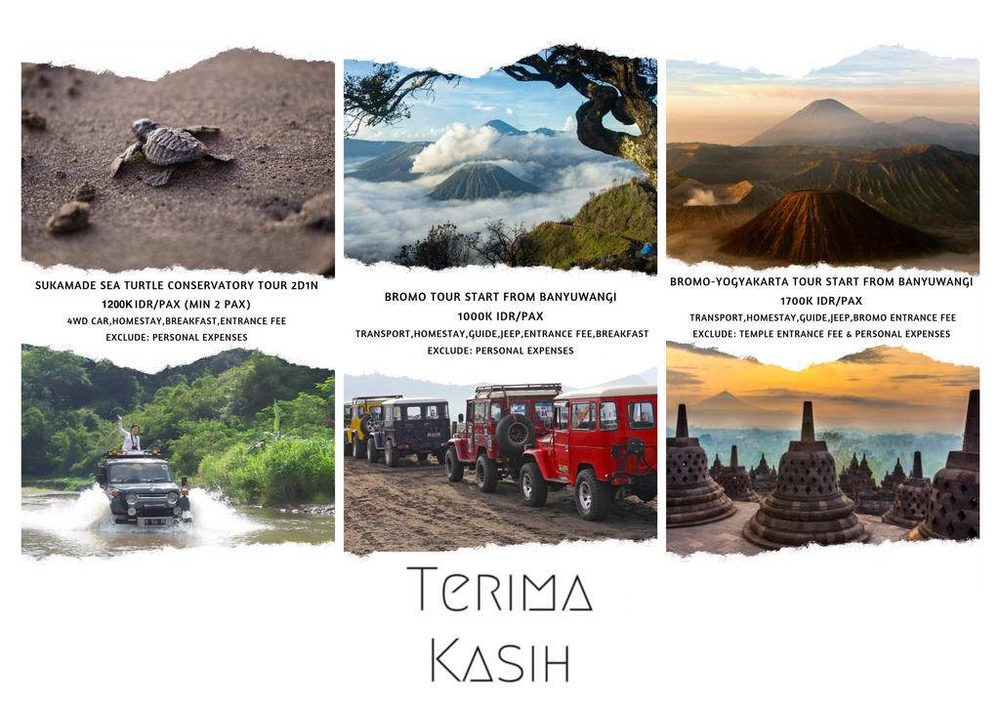 SUKAMADE SEA TURTLE CONSERVATORY TOUR 2D1N
1200K IDR/PAX (MIN 2 PAX)
4WD CAR,HOMESTAY,BREAKFAST,ENTRANCE FEE
EXCLUDE: PERSONAL EXPENSES
BROMO TOUR START FROM BANYUWANGI
1000K IDR/PAX
TRANSPORT,HOMESTAY,GUIDE,JEEP,ENTRANCE FEE,BREAKFAST
EXCLUDE: PERSONAL EXPENSES
BROMO-YOGYAKARTA TOUR START FROM BANYUWANGI
1700K IDR/PAX
TRANSPORT,HOMESTAY,GUIDE,JEEP,BROMO ENTRANCE FEE
EXCLUDE: TEMPLE ENTRANCE FEE & PERSONAL EXPENSES
TERIMA
KASIH